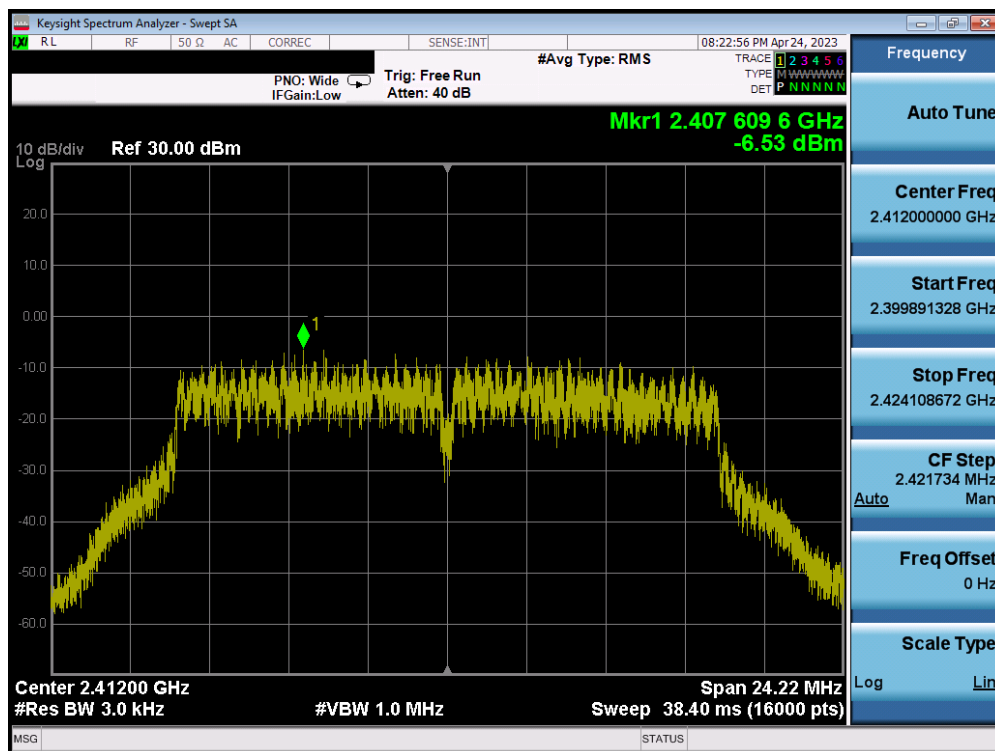 Keysight Spectrum Analyzer - Swept SA
LXI RL RF 50 Ω AC CORREC SENSE:INT 08:22:56 PM Apr 24, 2023
Frequency
#Avg Type: RMS
TRACE 1 2 3 4 5 6
PNO: Wide Trig: Free Run
TYPE M WWWWW
IFGain:Low Atten: 40 dB
DET P N N N N N
Auto Tune
Mkr1 2.407 609 6 GHz
-6.53 dBm
10 dB/div Ref 30.00 dBm
Log
Center Freq
2.412000000 GHz
20.0
10.0
Start Freq
2.399891328 GHz
0.00
1
-10.0
Stop Freq
2.424108672 GHz
-20.0
-30.0
CF Step
2.421734 MHz
Auto Man
-40.0
-50.0
Freq Offset
0 Hz
-60.0
Scale Type
Log Lin
Center 2.41200 GHz Span 24.22 MHz
#Res BW 3.0 kHz #VBW 1.0 MHz Sweep 38.40 ms (16000 pts)
MSG STATUS